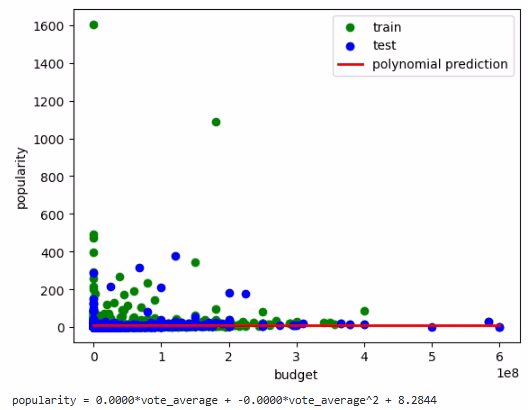 1600
1400
1200
1000
800
600
400
200
0
popularity
train
test
polynomial prediction
0 1 2 3 4 5 6
1e8
budget
popularity = 0.0000*vote_average + -0.0000*vote_average^2 + 8.2844